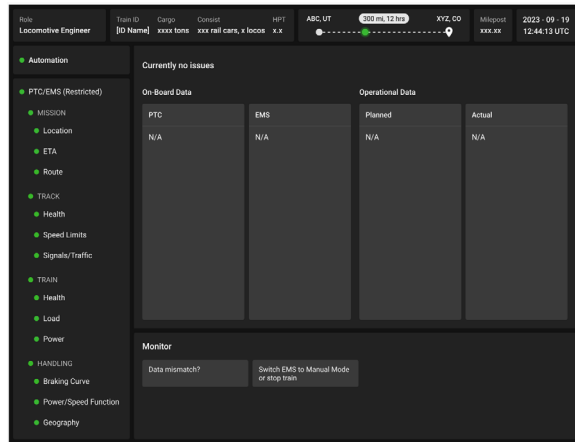 Role
Locomotive Engineer
Train ID
[ID Name]
Cargo
xxxx tons
Consist
xxx rail cars, x locos
HPT
x.x
ABC, UT
300 mi, 12 hrs
XYZ, CO
Milepost
xxx.xx
2023 - 09 - 19
12:44:13 UTC
Automation
PTC/EMS (Restricted)
MISSION
Location
ETA
Route
TRACK
Health
Speed Limits
Signals/Traffic
TRAIN
Health
Load
Power
HANDLING
Braking Curve
Power/Speed Function
Geography
Currently no issues
On-Board Data
PTC
N/A
EMS
N/A
Operational Data
Planned
N/A
Actual
N/A
Monitor
Data mismatch?
Switch EMS to Manual Mode
or stop train